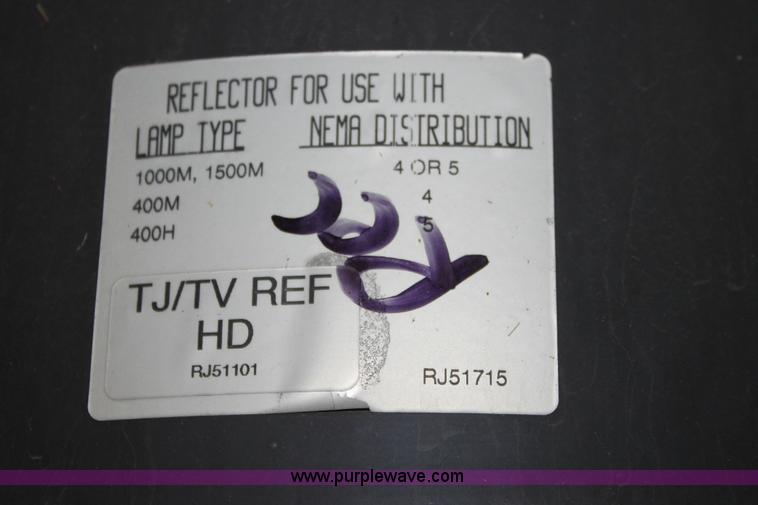 REFLECTOR FOR USE WITH
LAMP TYPE NEMA DISTRIBUTION
1000M, 1500M 4 OR 5
400M 4
400H 5
TJ/TV REF
HD
RJ51101
RJ51715
www.purplewave.com